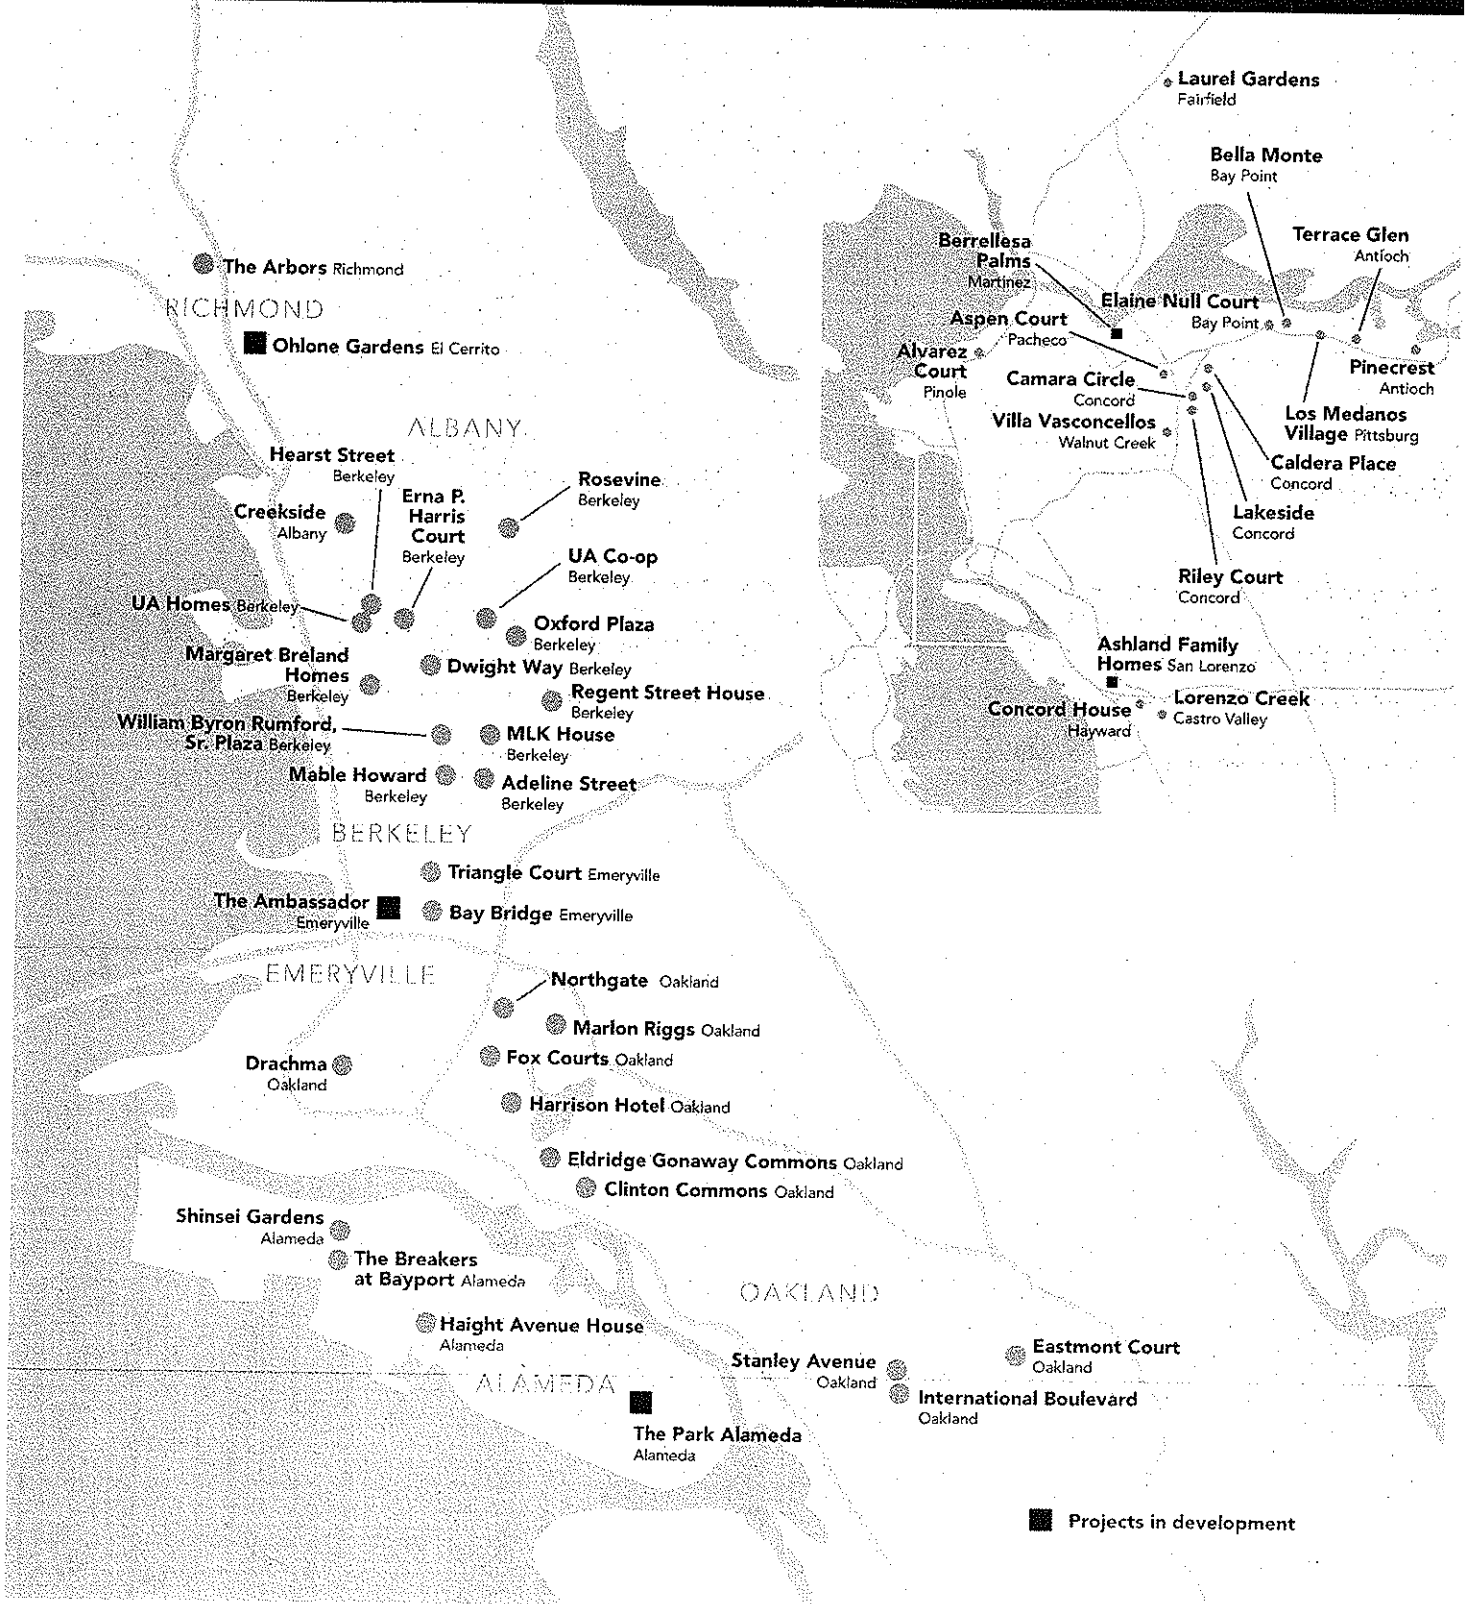 The Arbors Richmond
RICHMOND
Ohlone Gardens El Cerrito
ALBANY
Hearst Street
Berkeley
Erna P.
Harris
Court
Berkeley
Rosevine
Berkeley
Creekside
Albany
UA Co-op
Berkeley
UA Homes Berkeley
Oxford Plaza
Berkeley
Margaret Breland
Homes
Berkeley
Dwight Way Berkeley
Regent Street House
Berkeley
William Byron Rumford,
Sr. Plaza Berkeley
MLK House
Berkeley
Mable Howard
Berkeley
Adeline Street
Berkeley
BERKELEY
Triangle Court Emeryville
The Ambassador
Emeryville
Bay Bridge Emeryville
EMERYVILLE
Northgate Oakland
Marlon Riggs Oakland
Drachma
Oakland
Fox Courts Oakland
Harrison Hotel Oakland
Eldridge Gonaway Commons Oakland
Clinton Commons Oakland
Shinsei Gardens
Alameda
The Breakers
at Bayport Alameda
OAKLAND
Haight Avenue House
Alameda
ALAMEDA
Stanley Avenue
Oakland
Eastmont Court
Oakland
International Boulevard
Oakland
The Park Alameda
Alameda
Projects in development
Laurel Gardens
Fairfield
Bella Monte
Bay Point
Berrellesa
Palms
Martinez
Terrace Glen
Antioch
Elaine Null Court
Bay Point
Aspen Court
Pacheco
Alvarez
Court
Pinole
Camara Circle
Concord
Pinecrest
Antioch
Villa Vasconcellos
Walnut Creek
Los Medanos
Village Pittsburg
Caldera Place
Concord
Lakeside
Concord
Riley Court
Concord
Ashland Family
Homes San Lorenzo
Concord House
Hayward
Lorenzo Creek
Castro Valley